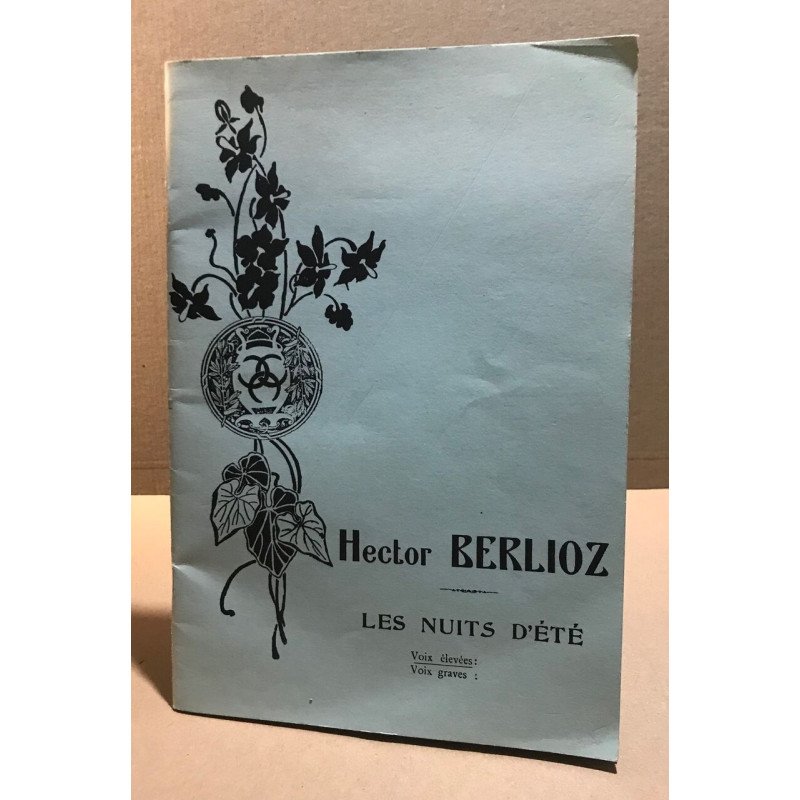 Hector BERLIOZ
LES NUITS D'ÉTÉ
Voix élevées :
Voix graves :